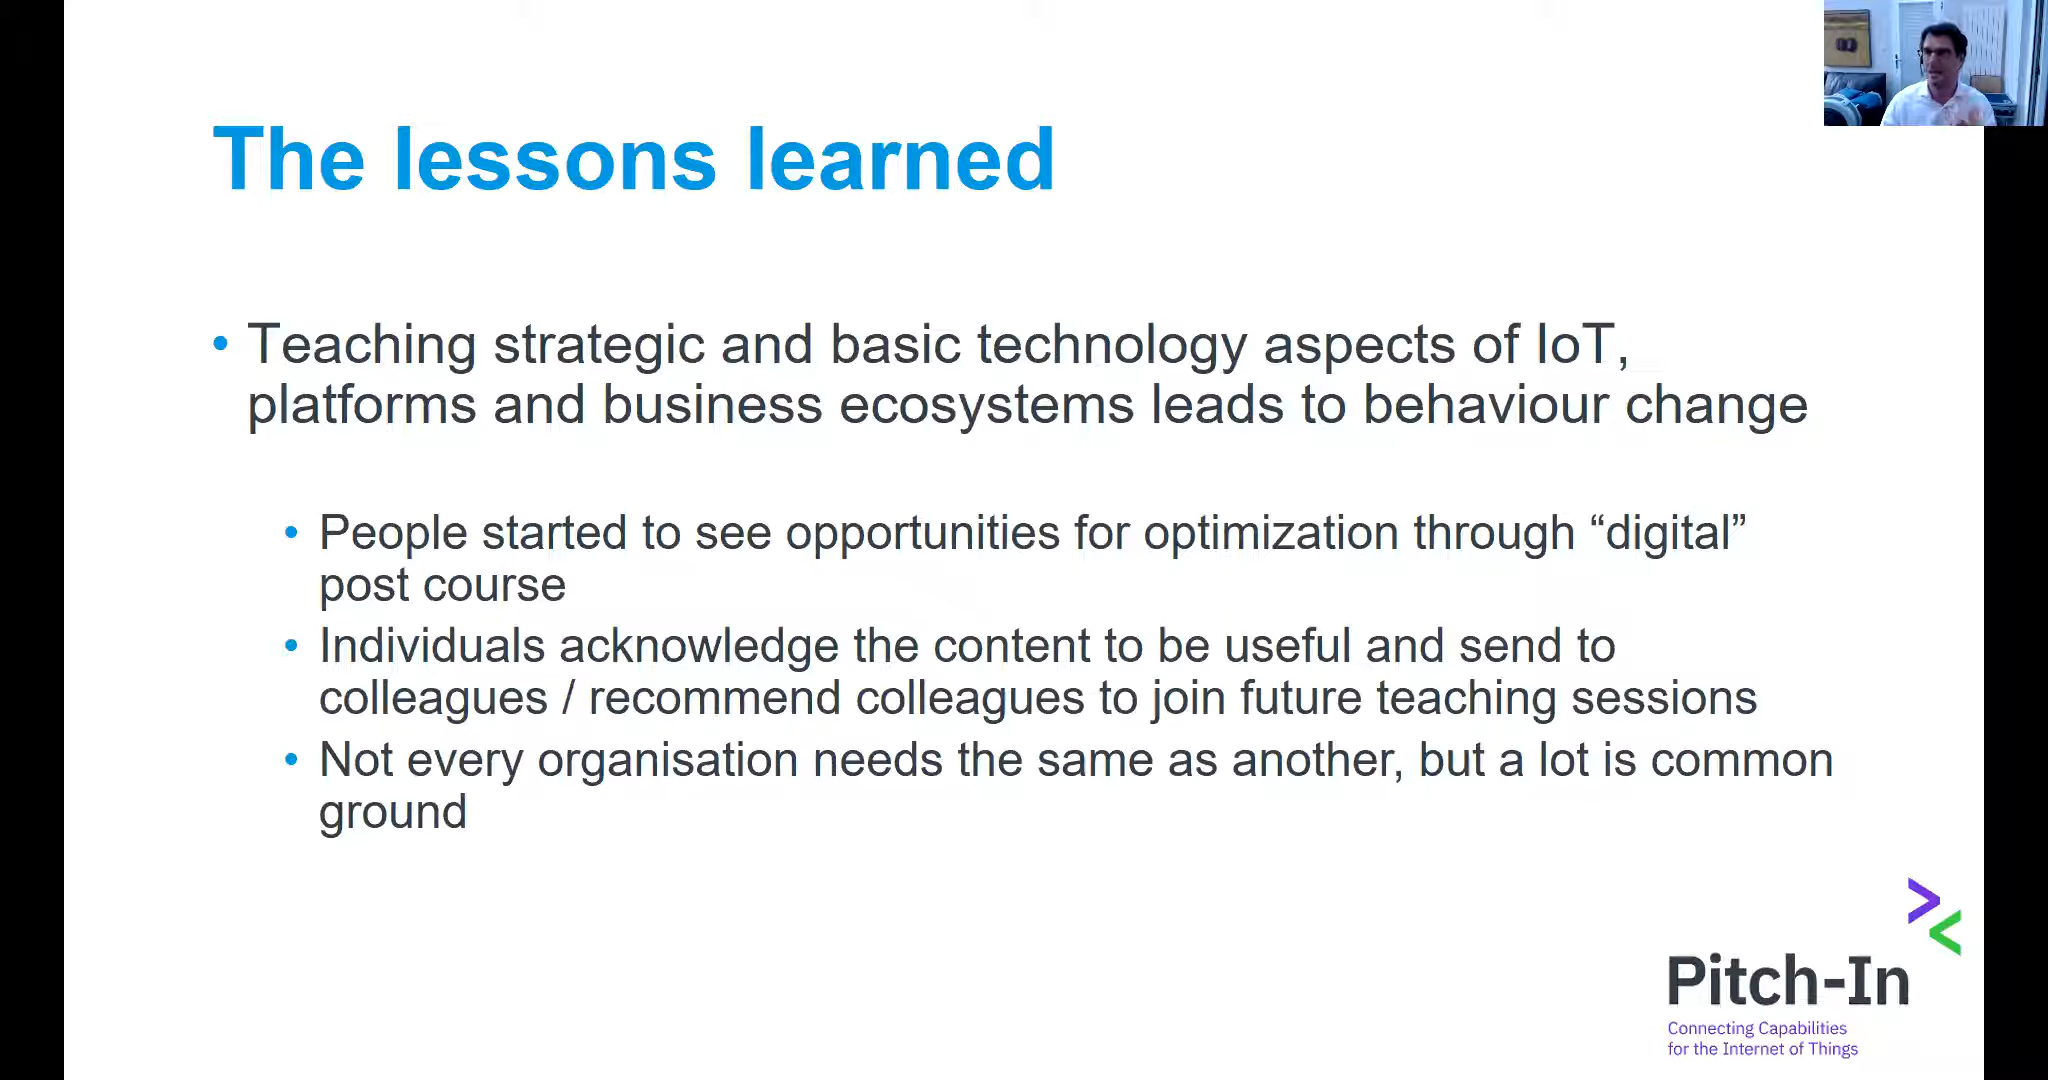 The lessons learned
• Teaching strategic and basic technology aspects of IoT,
platforms and business ecosystems leads to behaviour change
• People started to see opportunities for optimization through “digital”
post course
• Individuals acknowledge the content to be useful and send to
colleagues / recommend colleagues to join future teaching sessions
• Not every organisation needs the same as another, but a lot is common
ground
Pitch-In
Connecting Capabilities
for the Internet of Things